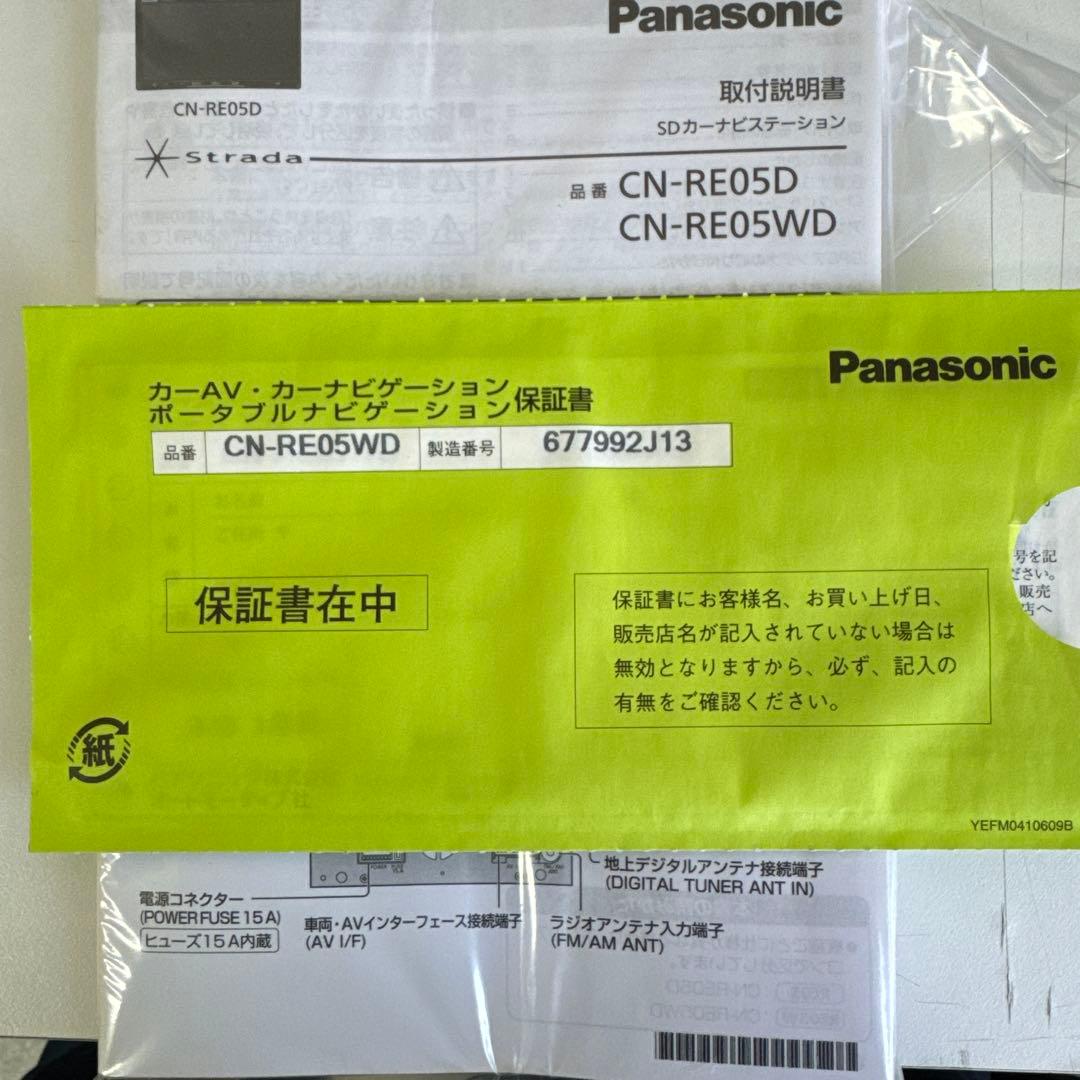 Panasonic
CN-RE05D
取付説明書
SDカーナビステーション
Strada
品番 CN-RE05D
CN-RE05WD
Panasonic
カーAV・カーナビゲーション
ポータブルナビゲーション 保証書
品番 CN-RE05WD 製造番号 677992J13
号を記
ださい。
販売
店へ
保証書在中
保証書にお客様名、お買い上げ日、
販売店名が記入されていない場合は
無効となりますから、必ず、記入の
有無をご確認ください。
紙
YEFM0410609B
地上デジタルアンテナ接続端子
(DIGITAL TUNER ANT IN)
電源コネクター
(POWER FUSE 15 A)
ヒューズ15A内蔵
車両・AVインターフェース接続端子
(AV I/F)
ラジオアンテナ入力端子
(FM/AM ANT)